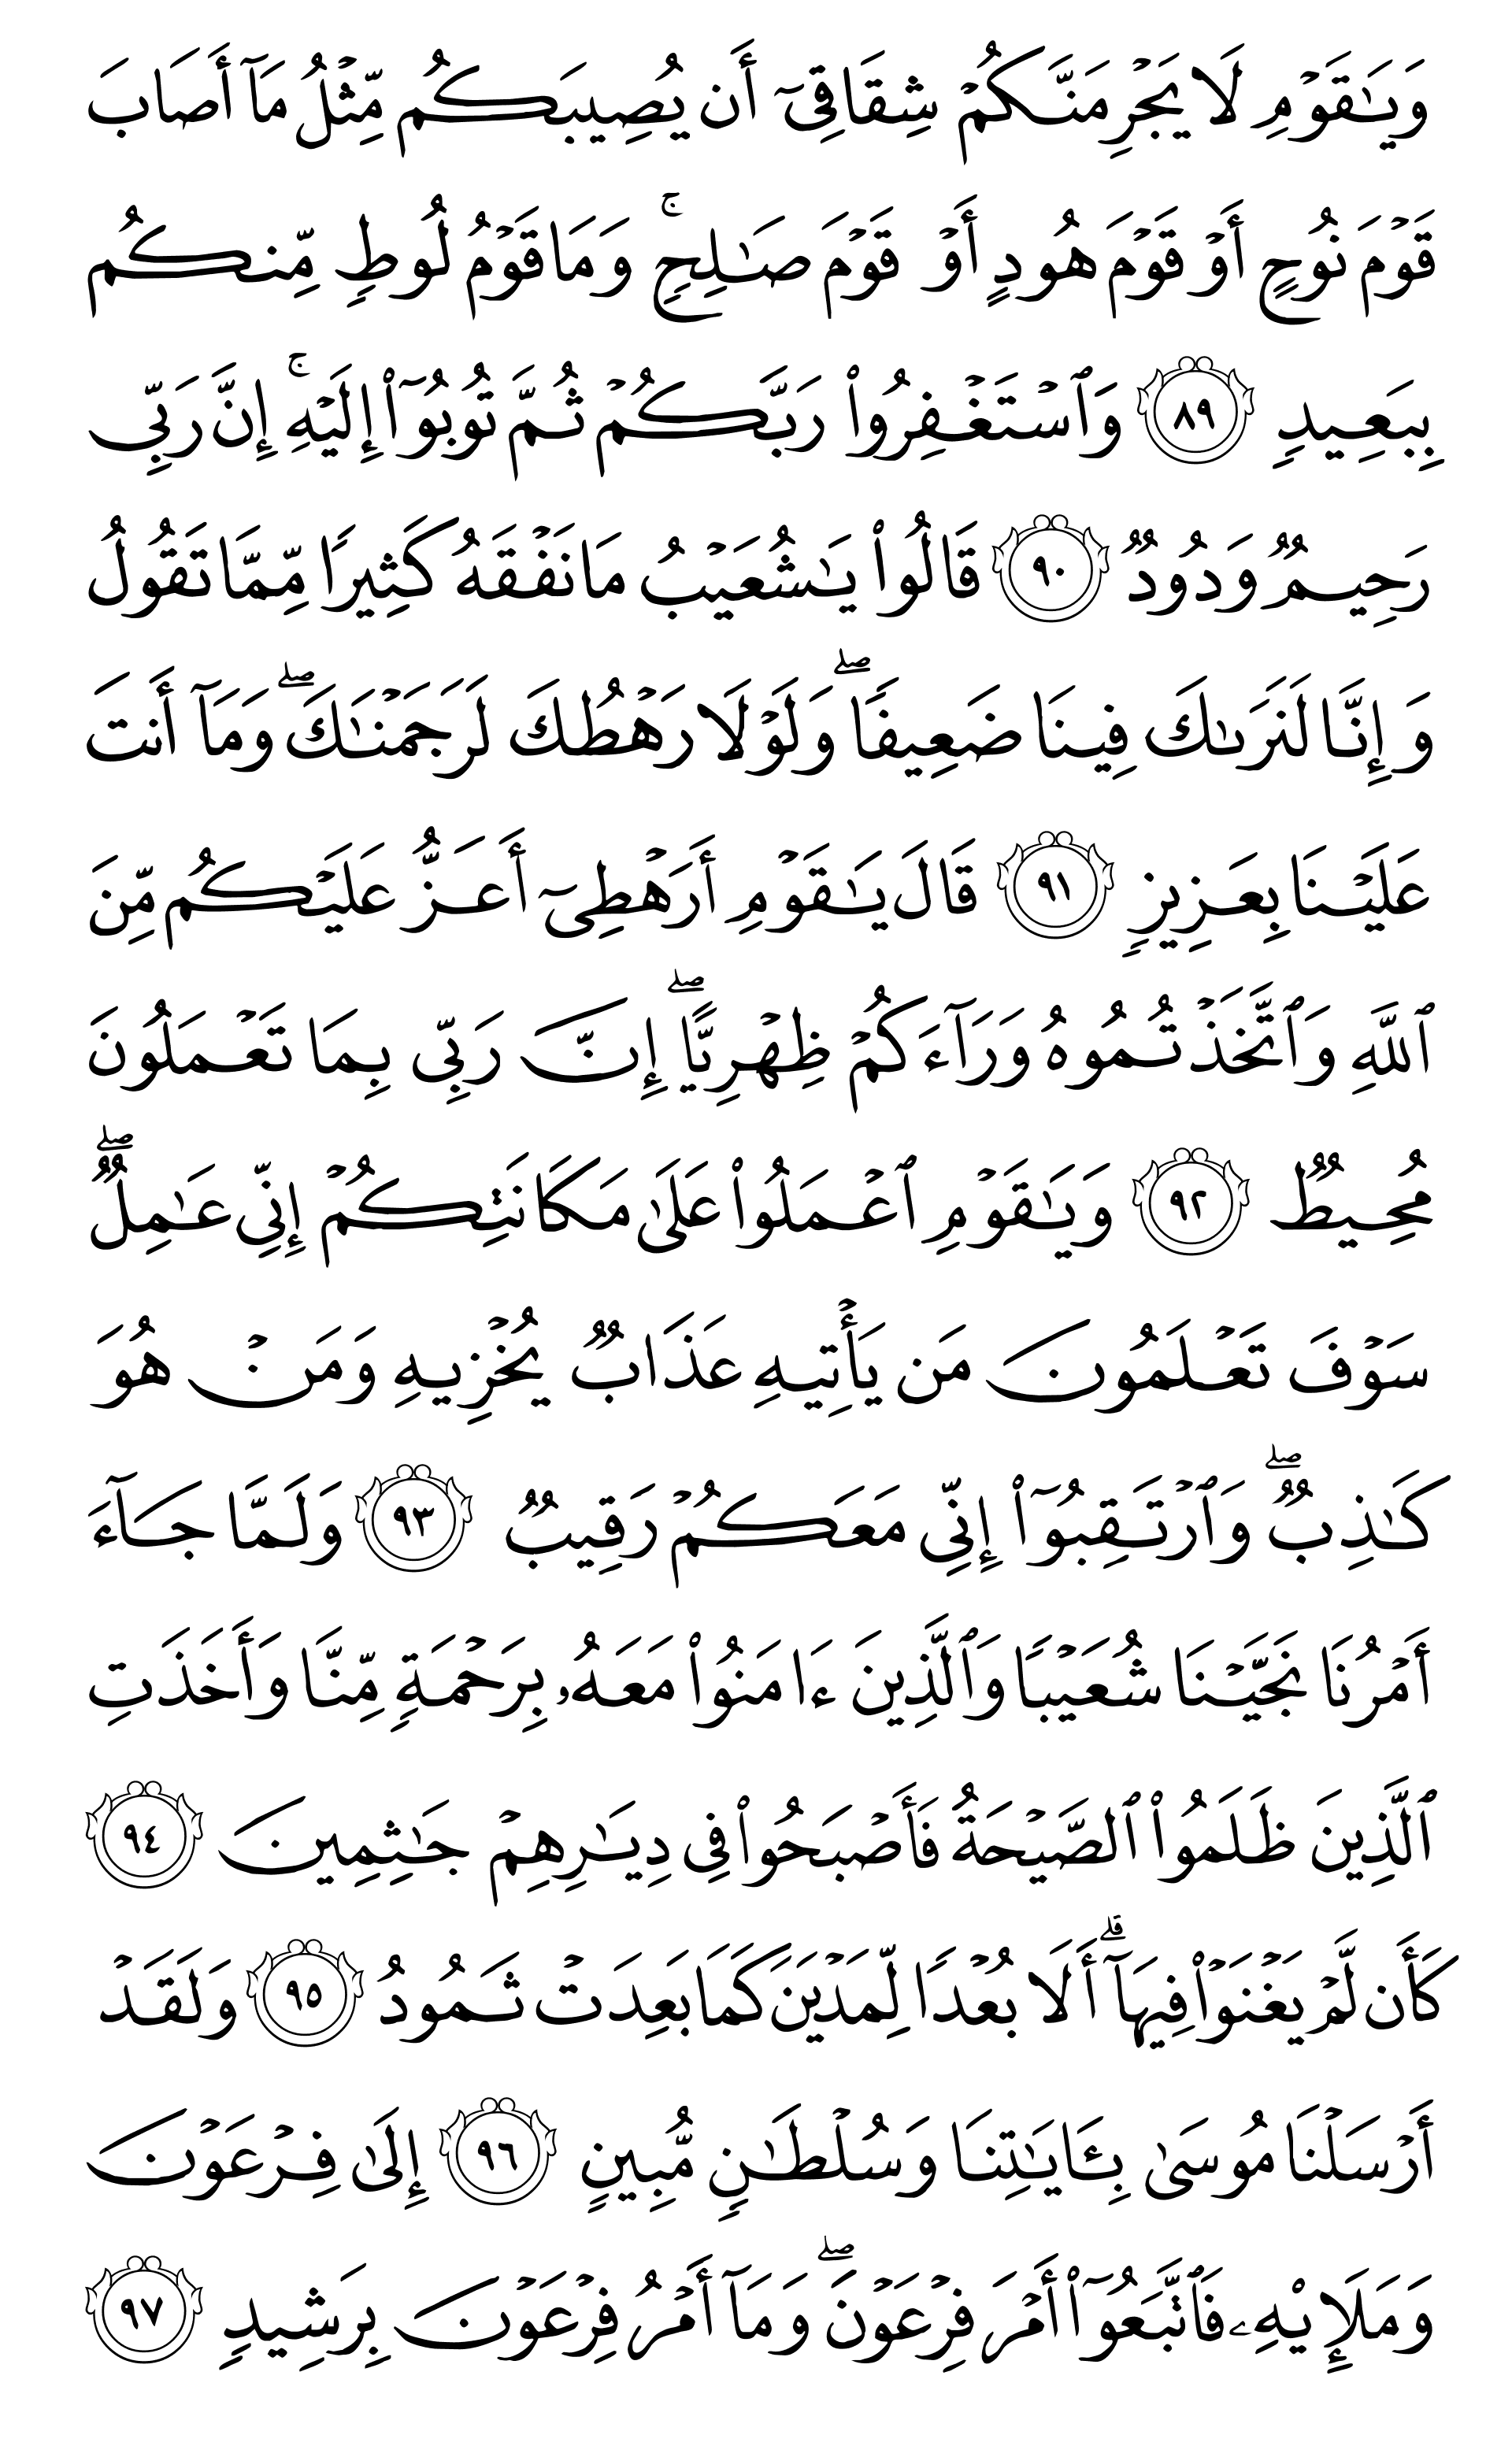 وَيَٰقَوۡمِ لَا يَجۡرِمَنَّكُمۡ شِقَاقِيٓ أَن يُصِيبَكُم مِّثۡلُ مَآ أَصَابَ
قَوۡمَ نُوحٍ أَوۡ قَوۡمَ هُودٍ أَوۡ قَوۡمَ صَٰلِحٖۚ وَمَا قَوۡمُ لُوطٖ مِّنكُم
بِبَعِيدٖ ٨٩ وَٱسۡتَغۡفِرُواْ رَبَّكُمۡ ثُمَّ تُوبُوٓاْ إِلَيۡهِۚ إِنَّ رَبِّي
رَحِيمٞ وَدُودٞ ٩٠ قَالُواْ يَٰشُعَيۡبُ مَا نَفۡقَهُ كَثِيرٗا مِّمَّا تَقُولُ
وَإِنَّا لَنَرَىٰكَ فِينَا ضَعِيفٗاۖ وَلَوۡلَا رَهۡطُكَ لَرَجَمۡنَٰكَۖ وَمَآ أَنتَ
عَلَيۡنَا بِعَزِيزٖ ٩١ قَالَ يَٰقَوۡمِ أَرَهۡطِيٓ أَعَزُّ عَلَيۡكُم مِّنَ
ٱللَّهِ وَٱتَّخَذۡتُمُوهُ وَرَآءَكُمۡ ظِهۡرِيًّاۖ إِنَّ رَبِّي بِمَا تَعۡمَلُونَ
مُحِيطٞ ٩٢ وَيَٰقَوۡمِ ٱعۡمَلُواْ عَلَىٰ مَكَانَتِكُمۡ إِنِّي عَٰمِلٞۖ
سَوۡفَ تَعۡلَمُونَ مَن يَأۡتِيهِ عَذَابٞ يُخۡزِيهِ وَمَنۡ هُوَ
كَٰذِبٞۖ وَٱرۡتَقِبُوٓاْ إِنِّي مَعَكُمۡ رَقِيبٞ ٩٣ وَلَمَّا جَآءَ
أَمۡرُنَا نَجَّيۡنَا شُعَيۡبٗا وَٱلَّذِينَ ءَامَنُواْ مَعَهُۥ بِرَحۡمَةٖ مِّنَّا وَأَخَذَتِ
ٱلَّذِينَ ظَلَمُواْ ٱلصَّيۡحَةُ فَأَصۡبَحُواْ فِي دِيَٰرِهِمۡ جَٰثِمِينَ ٩٤
كَأَن لَّمۡ يَغۡنَوۡاْ فِيهَآۗ أَلَا بُعۡدٗا لِّمَدۡيَنَ كَمَا بَعِدَتۡ ثَمُودُ ٩٥ وَلَقَدۡ
أَرۡسَلۡنَا مُوسَىٰ بِـَٔايَٰتِنَا وَسُلۡطَٰنٖ مُّبِينٍ ٩٦ إِلَىٰ فِرۡعَوۡنَ
وَمَلَإِيْهِۦ فَٱتَّبَعُوٓاْ أَمۡرَ فِرۡعَوۡنَۖ وَمَآ أَمۡرُ فِرۡعَوۡنَ بِرَشِيدٖ ٩٧